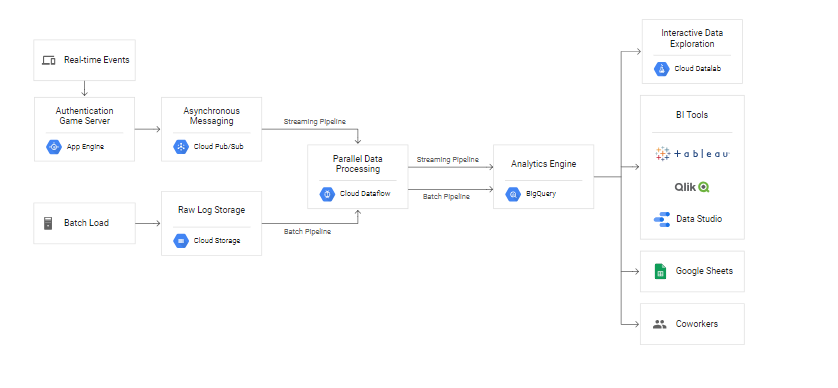 Interactive Data
Exploration
Cloud Datalab
Real-time Events
Authentication
Game Server
App Engine
Asynchronous
Messaging
Cloud Pub/Sub
Streaming Pipeline
BI Tools
+ a b | e a u
Qlik
Data Studio
Parallel Data
Processing
Cloud Dataflow
Streaming Pipeline
Batch Pipeline
Analytics Engine
BigQuery
Batch Load
Raw Log Storage
Cloud Storage
Batch Pipeline
Google Sheets
Coworkers